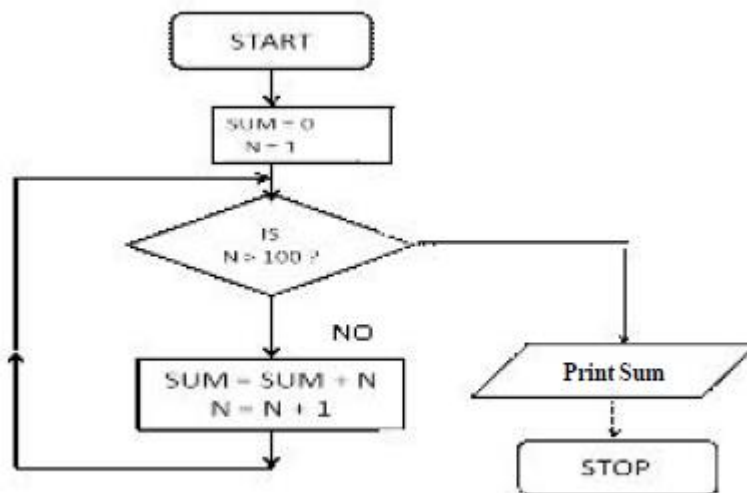 START
SUM = 0
N = 1
IS
N > 100 ?
NO
SUM = SUM + N
N = N + 1
Print Sum
STOP